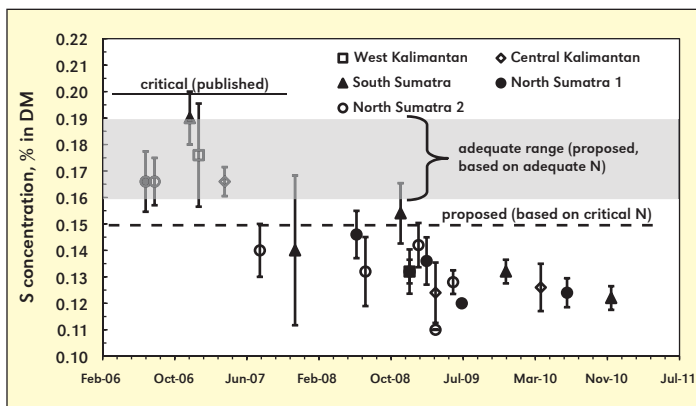 S concentration, % in DM
0.22
0.21
0.20
0.19
0.18
0.17
0.16
0.15
0.14
0.13
0.12
0.11
0.10
West Kalimantan
Central Kalimantan
South Sumatra
North Sumatra 1
North Sumatra 2
critical (published)
adequate range (proposed,
based on adequate N)
proposed (based on critical N)
Feb-06 Oct-06 Jun-07 Feb-08 Oct-08 Jul-09 Mar-10 Nov-10 Jul-11